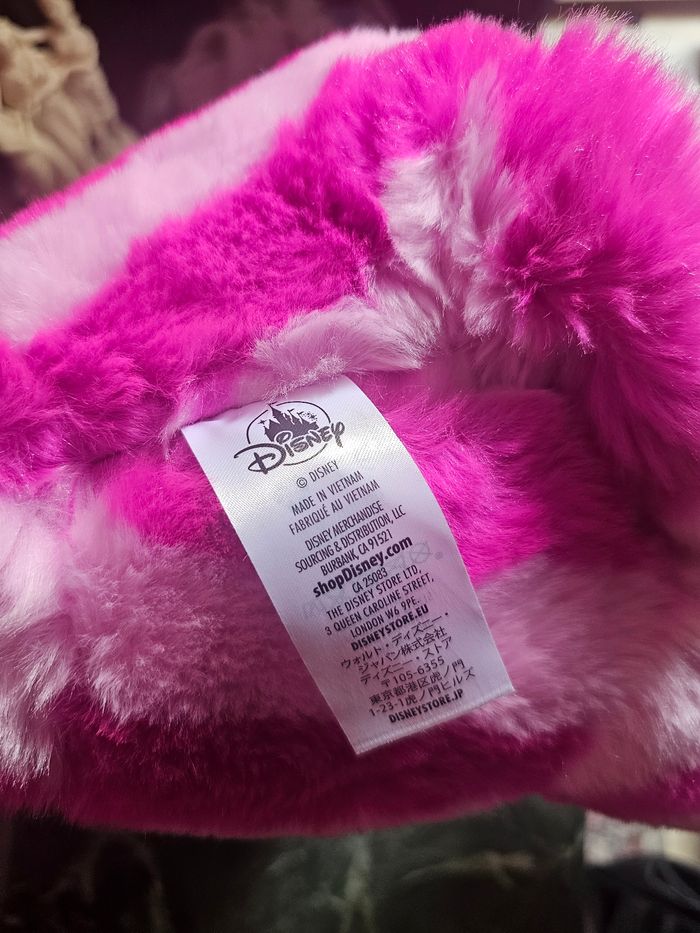 Disney
© DISNEY
MADE IN VIETNAM
FABRIQUÉ AU VIETNAM
DISNEY MERCHANDISE
SOURCING & DISTRIBUTION, LLC
BURBANK, CA 91521
shopDisney.com
CA 25083
THE DISNEY STORE LTD,
3 QUEEN CAROLINE STREET,
LONDON W6 9PE.
DISNEYSTORE.EU
ウォルト・ディズニー・
ジャパン株式会社
ディズニー・ストア
〒105-6355
東京都港区虎ノ門
1-23-1虎ノ門ヒルズ
DISNEYSTORE.JP